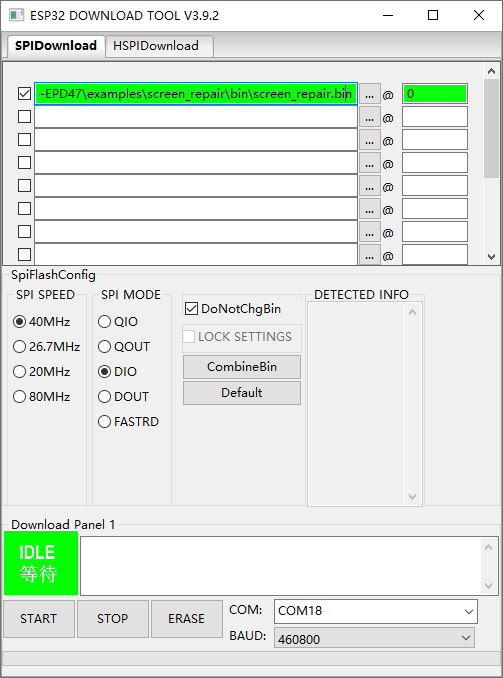 ESP32 DOWNLOAD TOOL V3.9.2
SPIDownload HSPIDownload
-EPD47\examples\screen_repair\bin\screen_repair.bin ... @ 0
... @
... @
... @
... @
... @
... @
... @
SpiFlashConfig
SPI SPEED
40MHz
26.7MHz
20MHz
80MHz
SPI MODE
QIO
QOUT
DIO
DOUT
FASTRD
DoNotChgBin
LOCK SETTINGS
CombineBin
Default
DETECTED INFO
Download Panel 1
IDLE
等待
START STOP ERASE
COM: COM18
BAUD: 460800